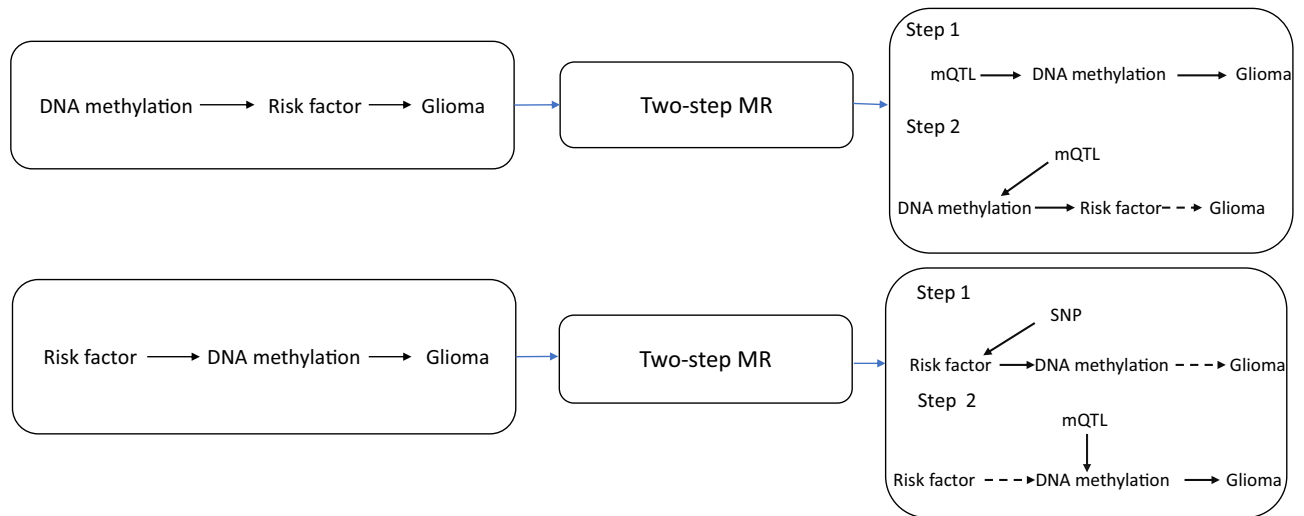 DNA methylation Risk factor Glioma
Two-step MR
Step 1
mQTL DNA methylation Glioma
Step 2
mQTL
DNA methylation Risk factor Glioma
Risk factor DNA methylation Glioma
Two-step MR
Step 1
SNP
Risk factor DNA methylation Glioma
Step 2
mQTL
Risk factor DNA methylation Glioma